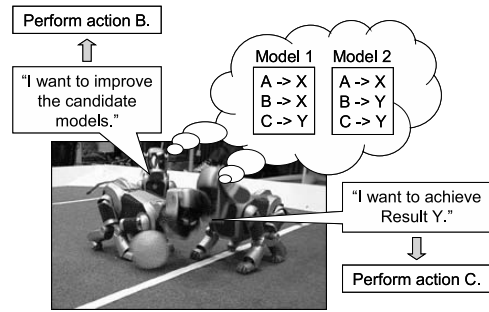 Perform action B.
"I want to improve
the candidate
models."
Model 1
A -> X
B -> X
C -> Y
Model 2
A -> X
B -> Y
C -> Y
"I want to achieve
Result Y."
Perform action C.